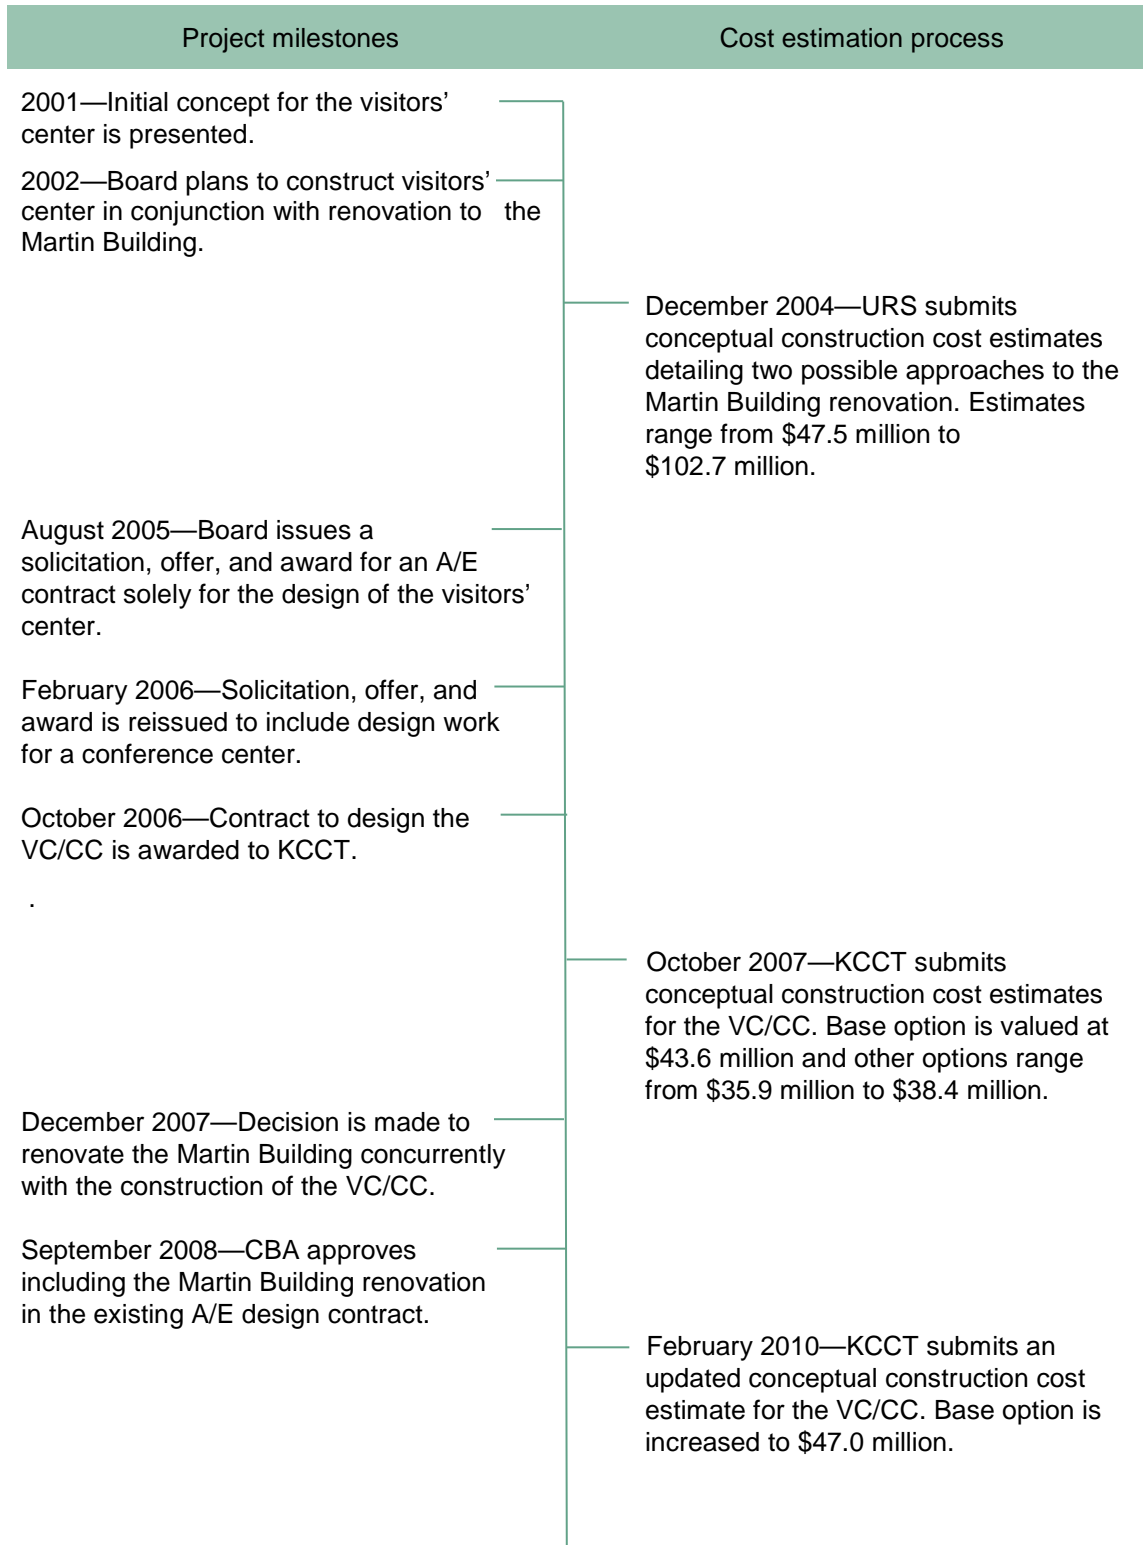 Project milestones
Cost estimation process
2001—Initial concept for the visitors’
center is presented.
2002—Board plans to construct visitors’
center in conjunction with renovation to the
Martin Building.
December 2004—URS submits
conceptual construction cost estimates
detailing two possible approaches to the
Martin Building renovation. Estimates
range from $47.5 million to
$102.7 million.
August 2005—Board issues a
solicitation, offer, and award for an A/E
contract solely for the design of the visitors’
center.
February 2006—Solicitation, offer, and
award is reissued to include design work
for a conference center.
October 2006—Contract to design the
VC/CC is awarded to KCCT.
.
October 2007—KCCT submits
conceptual construction cost estimates
for the VC/CC. Base option is valued at
$43.6 million and other options range
from $35.9 million to $38.4 million.
December 2007—Decision is made to
renovate the Martin Building concurrently
with the construction of the VC/CC.
September 2008—CBA approves
including the Martin Building renovation
in the existing A/E design contract.
February 2010—KCCT submits an
updated conceptual construction cost
estimate for the VC/CC. Base option is
increased to $47.0 million.